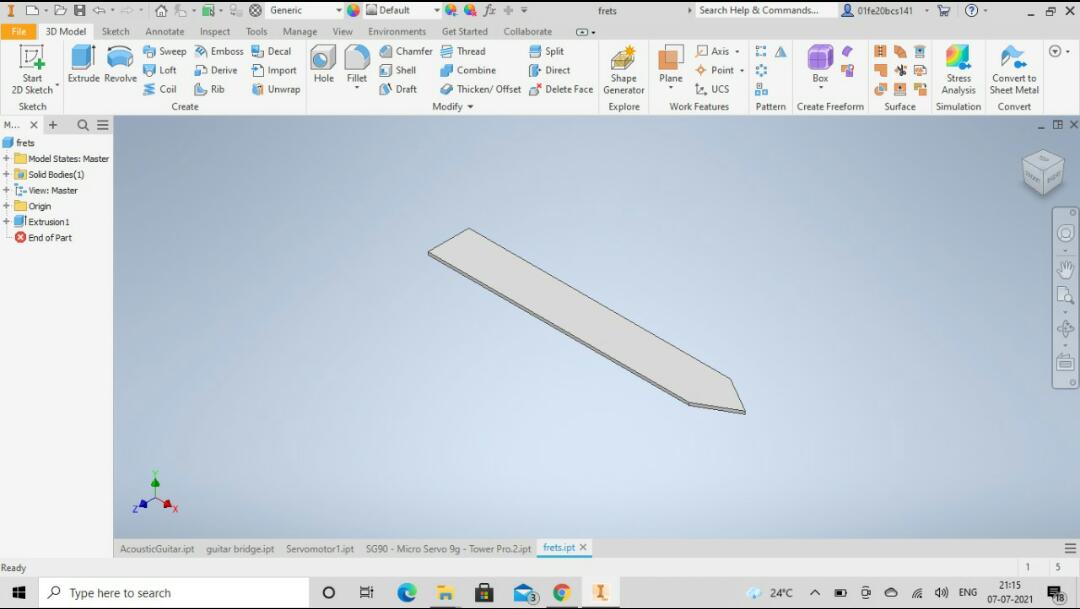 Generic Default fx frets Search Help & Commands... 01fe20bcs141
File 3D Model Sketch Annotate Inspect Tools Manage View Environments Get Started Collaborate
Start
2D Sketch
Extrude Revolve
Sweep Emboss Decal
Loft Derive Import
Coil Rib Unwrap
Hole Fillet
Chamfer Thread Split
Shell Combine Direct
Draft Thicken/ Offset Delete Face
Shape
Generator
Plane
Axis
Point
UCS
Box
Stress
Analysis
Convert to
Sheet Metal
Sketch Create Modify Explore Work Features Pattern Create Freeform Surface Simulation Convert
M...
frets
Model States: Master
Solid Bodies(1)
View: Master
Origin
Extrusion1
End of Part
Y
Z X
AcousticGuitar.ipt guitar bridge.ipt Servomotor1.ipt SG90 - Micro Servo 9g - Tower Pro.2.ipt frets.ipt
Ready 1 5
Type here to search 3 24°C ENG 21:15
07-07-2021 18